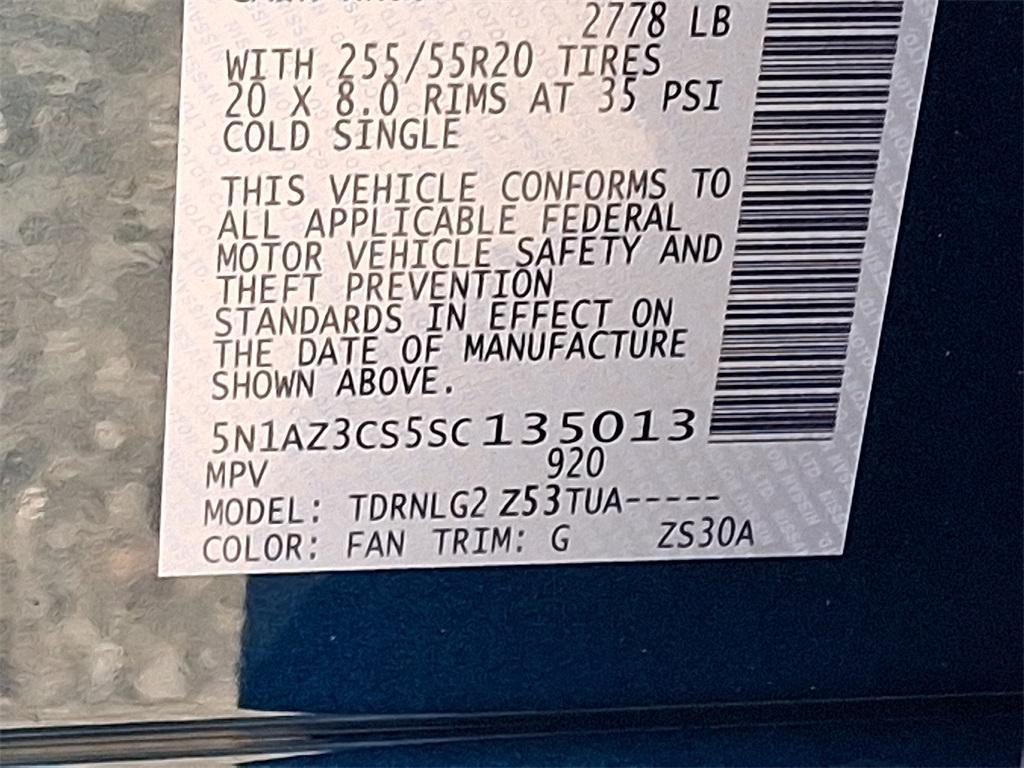 2778 LB
WITH 255/55R20 TIRES
20 X 8.0 RIMS AT 35 PSI
COLD SINGLE
THIS VEHICLE CONFORMS TO
ALL APPLICABLE FEDERAL
MOTOR VEHICLE SAFETY AND
THEFT PREVENTION
STANDARDS IN EFFECT ON
THE DATE OF MANUFACTURE
SHOWN ABOVE.
5N1AZ3CS5SC135013
MPV 920
MODEL: TDRNLG2 Z53TUA-----
COLOR: FAN TRIM: G ZS30A